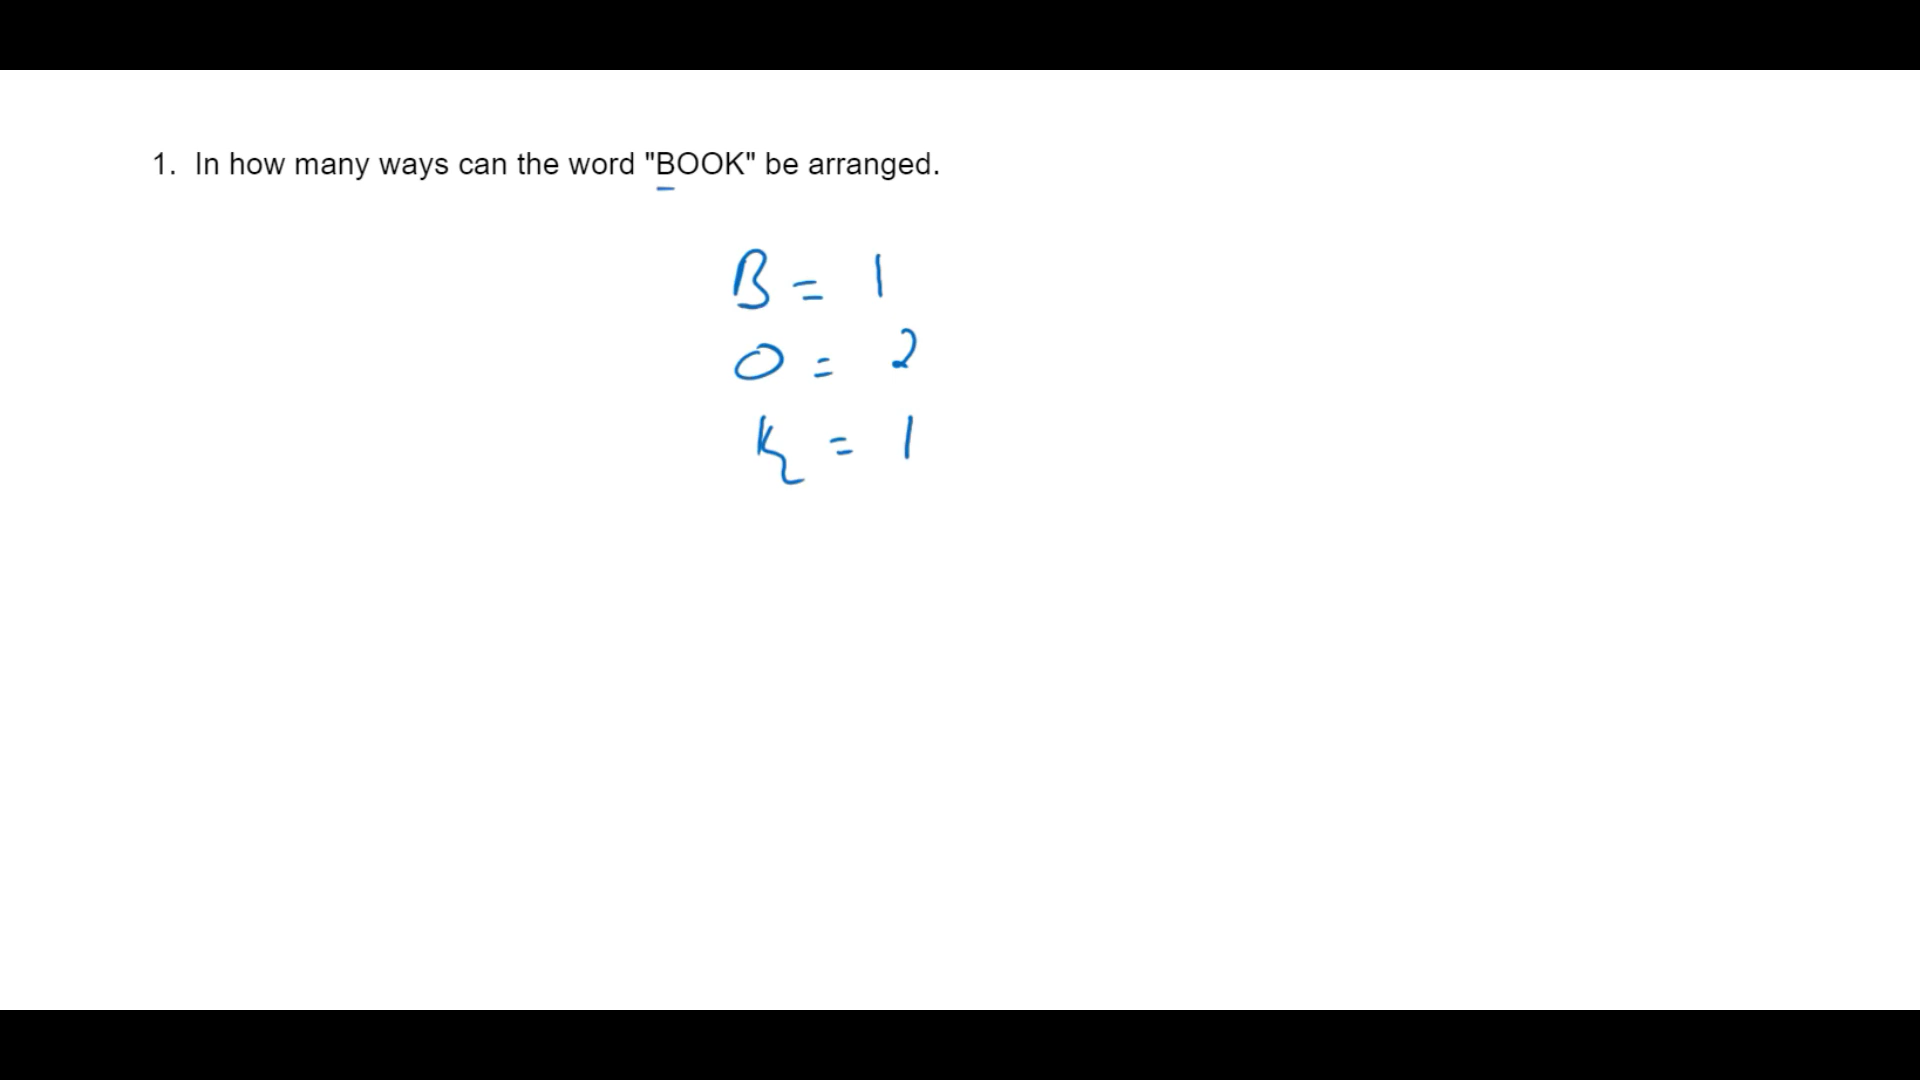 1. In how many ways can the word "BOOK" be arranged.
B = 1
O = 2
K = 1